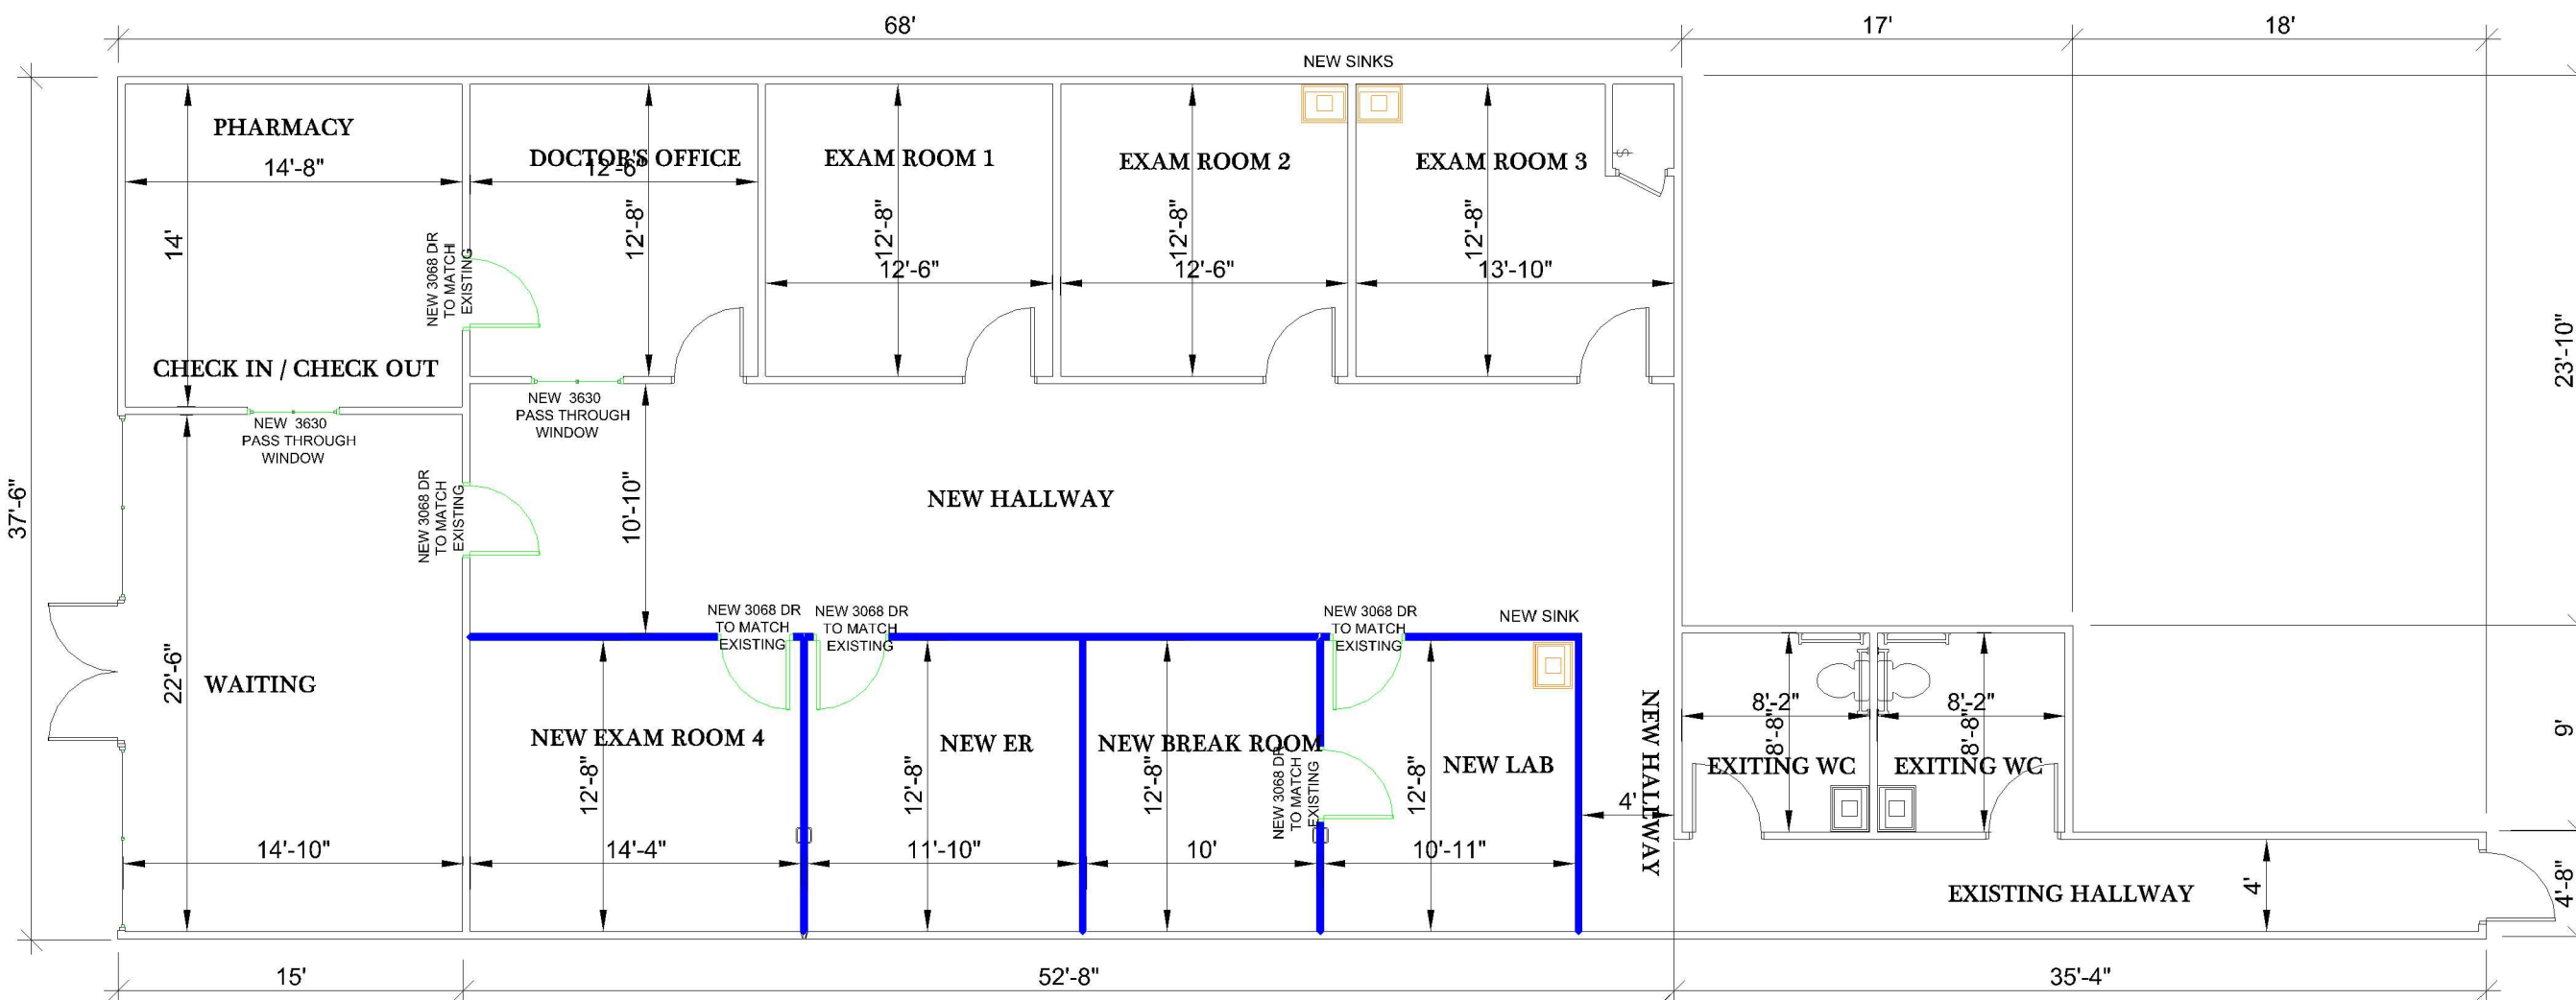 68'
17'
18'
NEW SINKS
PHARMACY
14'-8"
14'
DOCTOR'S OFFICE
12'-6"
12'-8"
EXAM ROOM 1
12'-8"
12'-6"
EXAM ROOM 2
12'-8"
12'-6"
EXAM ROOM 3
12'-8"
13'-10"
$
23'-10"
NEW 3068 DR
TO MATCH
EXISTING
CHECK IN / CHECK OUT
NEW 3630
PASS THROUGH
WINDOW
NEW 3630
PASS THROUGH
WINDOW
37'-6"
NEW 3068 DR
TO MATCH
EXISTING
10'-10"
NEW HALLWAY
22'-6"
WAITING
14'-10"
NEW 3068 DR
TO MATCH
EXISTING
NEW 3068 DR
TO MATCH
EXISTING
NEW 3068 DR
TO MATCH
EXISTING
NEW SINK
NEW EXAM ROOM 4
12'-8"
14'-4"
NEW ER
12'-8"
11'-10"
NEW BREAK ROOM
12'-8"
10'
NEW 3068 DR
TO MATCH
EXISTING
NEW LAB
12'-8"
10'-11"
4'
NEW HALLWAY
8'-2"
8'-8"
EXITING WC
8'-2"
8'-8"
EXITING WC
9'
EXISTING HALLWAY
4'
4'-8"
15'
52'-8"
35'-4"